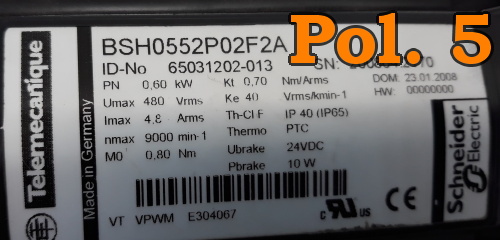 Pol. 5
Telemecanique
Made in Germany
BSH0552P02F2A
ID-No 65031202-013 SN:
DOM. 23.01.2008
HW: 00000000
PN 0,60 kW Kt 0,70 Nm/Arms
Umax 480 Vrms Ke 40 Vrms/kmin-1
Imax 4,8 Arms Th-Cl F IP 40 (IP65)
nmax 9000 min-1 Thermo PTC
M0 0,80 Nm Ubrake 24VDC
Pbrake 10 W
VT VPWM E304067
c RU US
CE
Schneider
Electric